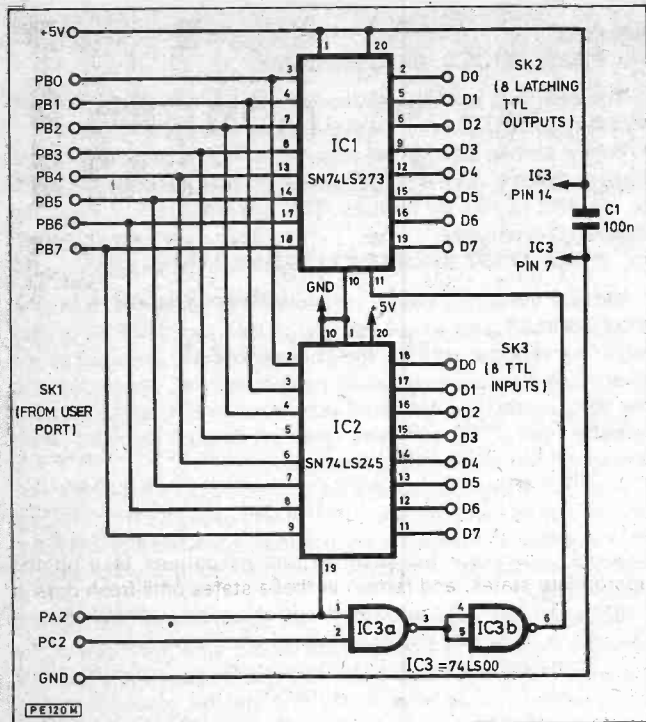 +5V
PB0
PB1
PB2
PB3
PB4
PB5
PB6
PB7
1
20
3
4
7
8
13
14
17
18
IC1
SN74LS273
2
5
6
9
12
15
16
19
D0
D1
D2
D3
D4
D5
D6
D7
SK2
(8 LATCHING
TTL
OUTPUTS)
IC3
PIN 14
C1
100n
IC3
PIN 7
10
11
GND
+5V
10
1
20
SK1
(FROM USER
PORT)
2
3
4
5
6
7
8
9
IC2
SN74LS245
18
17
16
15
14
13
12
11
D0
D1
D2
D3
D4
D5
D6
D7
SK3
(8 TTL
INPUTS)
19
PA2
PC2
GND
1
2
IC3a
3
4
5
IC3b
6
IC3 = 74LS00
PE120M